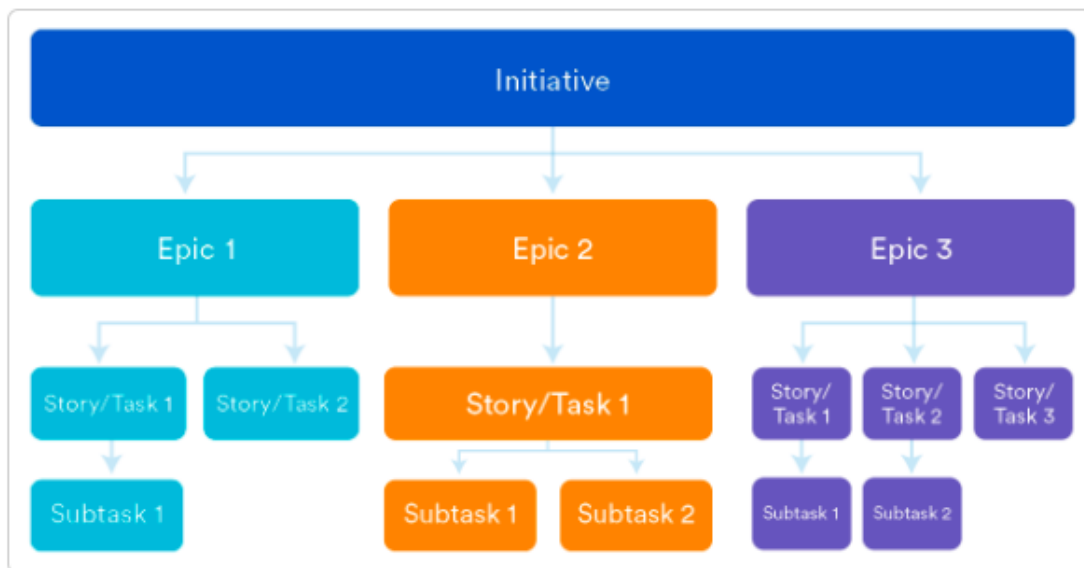 Initiative
Epic 1
Epic 2
Epic 3
Story/Task 1
Story/Task 2
Story/Task 1
Story/
Task 1
Story/
Task 2
Story/
Task 3
Subtask 1
Subtask 1
Subtask 2
Subtask 1
Subtask 2